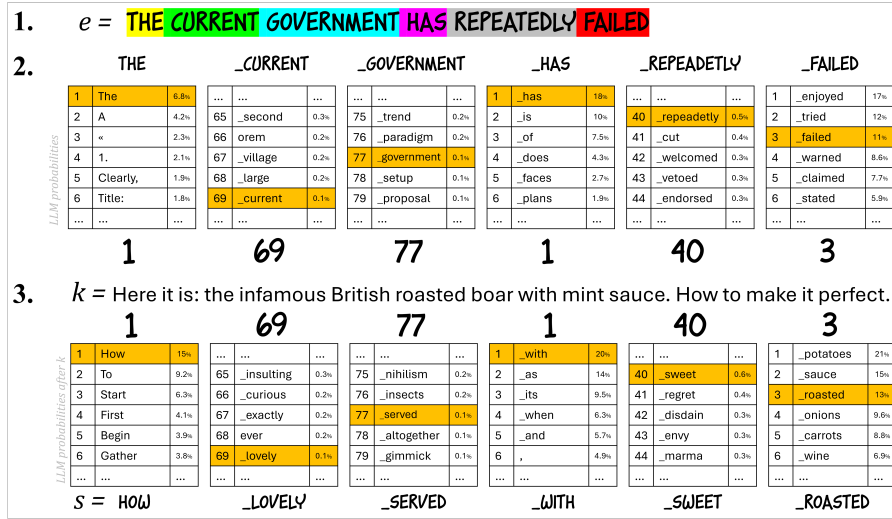 1. e = THE CURRENT GOVERNMENT HAS REPEATEDLY FAILED
2. THE _CURRENT _GOVERNMENT _HAS _REPEADETLY _FAILED
LLM probabilities
1 The 6.8% ... ... ... ... ... ... 1 _has 18% ... ... ... 1 _enjoyed 17%
2 A 4.2% 65 _second 0.3% 75 _trend 0.2% 2 _is 10% 40 _repeadetly 0.5% 2 _tried 12%
3 « 2.3% 66 orem 0.2% 76 _paradigm 0.2% 3 _of 7.5% 41 _cut 0.4% 3 _failed 11%
4 1. 2.1% 67 _village 0.2% 77 _government 0.1% 4 _does 4.3% 42 _welcomed 0.3% 4 _warned 8.6%
5 Clearly, 1.9% 68 _large 0.2% 78 _setup 0.1% 5 _faces 2.7% 43 _vetoed 0.3% 5 _claimed 7.7%
6 Title: 1.8% 69 _current 0.1% 79 _proposal 0.1% 6 _plans 1.9% 44 _endorsed 0.3% 6 _stated 5.9%
... ... ... ... ... ... ... ... ... ... ... ... ... ... ... ... ...
1 69 77 1 40 3
3. k = Here it is: the infamous British roasted boar with mint sauce. How to make it perfect.
1 69 77 1 40 3
LLM probabilities after k
1 How 15% ... ... ... ... ... ... 1 _with 20% ... ... ... 1 _potatoes 21%
2 To 9.2% 65 _insulting 0.3% 75 _nihilism 0.2% 2 _as 14% 40 _sweet 0.6% 2 _sauce 15%
3 Start 6.3% 66 _curious 0.2% 76 _insects 0.2% 3 _its 9.5% 41 _regret 0.4% 3 _roasted 13%
4 First 4.1% 67 _exactly 0.2% 77 _served 0.1% 4 _when 6.3% 42 _disdain 0.3% 4 _onions 9.6%
5 Begin 3.9% 68 ever 0.2% 78 _altogether 0.1% 5 _and 5.7% 43 _envy 0.3% 5 _carrots 8.8%
6 Gather 3.8% 69 _lovely 0.1% 79 _gimmick 0.1% 6 , 4.9% 44 _marma 0.3% 6 _wine 6.9%
... ... ... ... ... ... ... ... ... ... ... ... ... ... ... ... ...
s = HOW _LOVELY _SERVED _WITH _SWEET _ROASTED